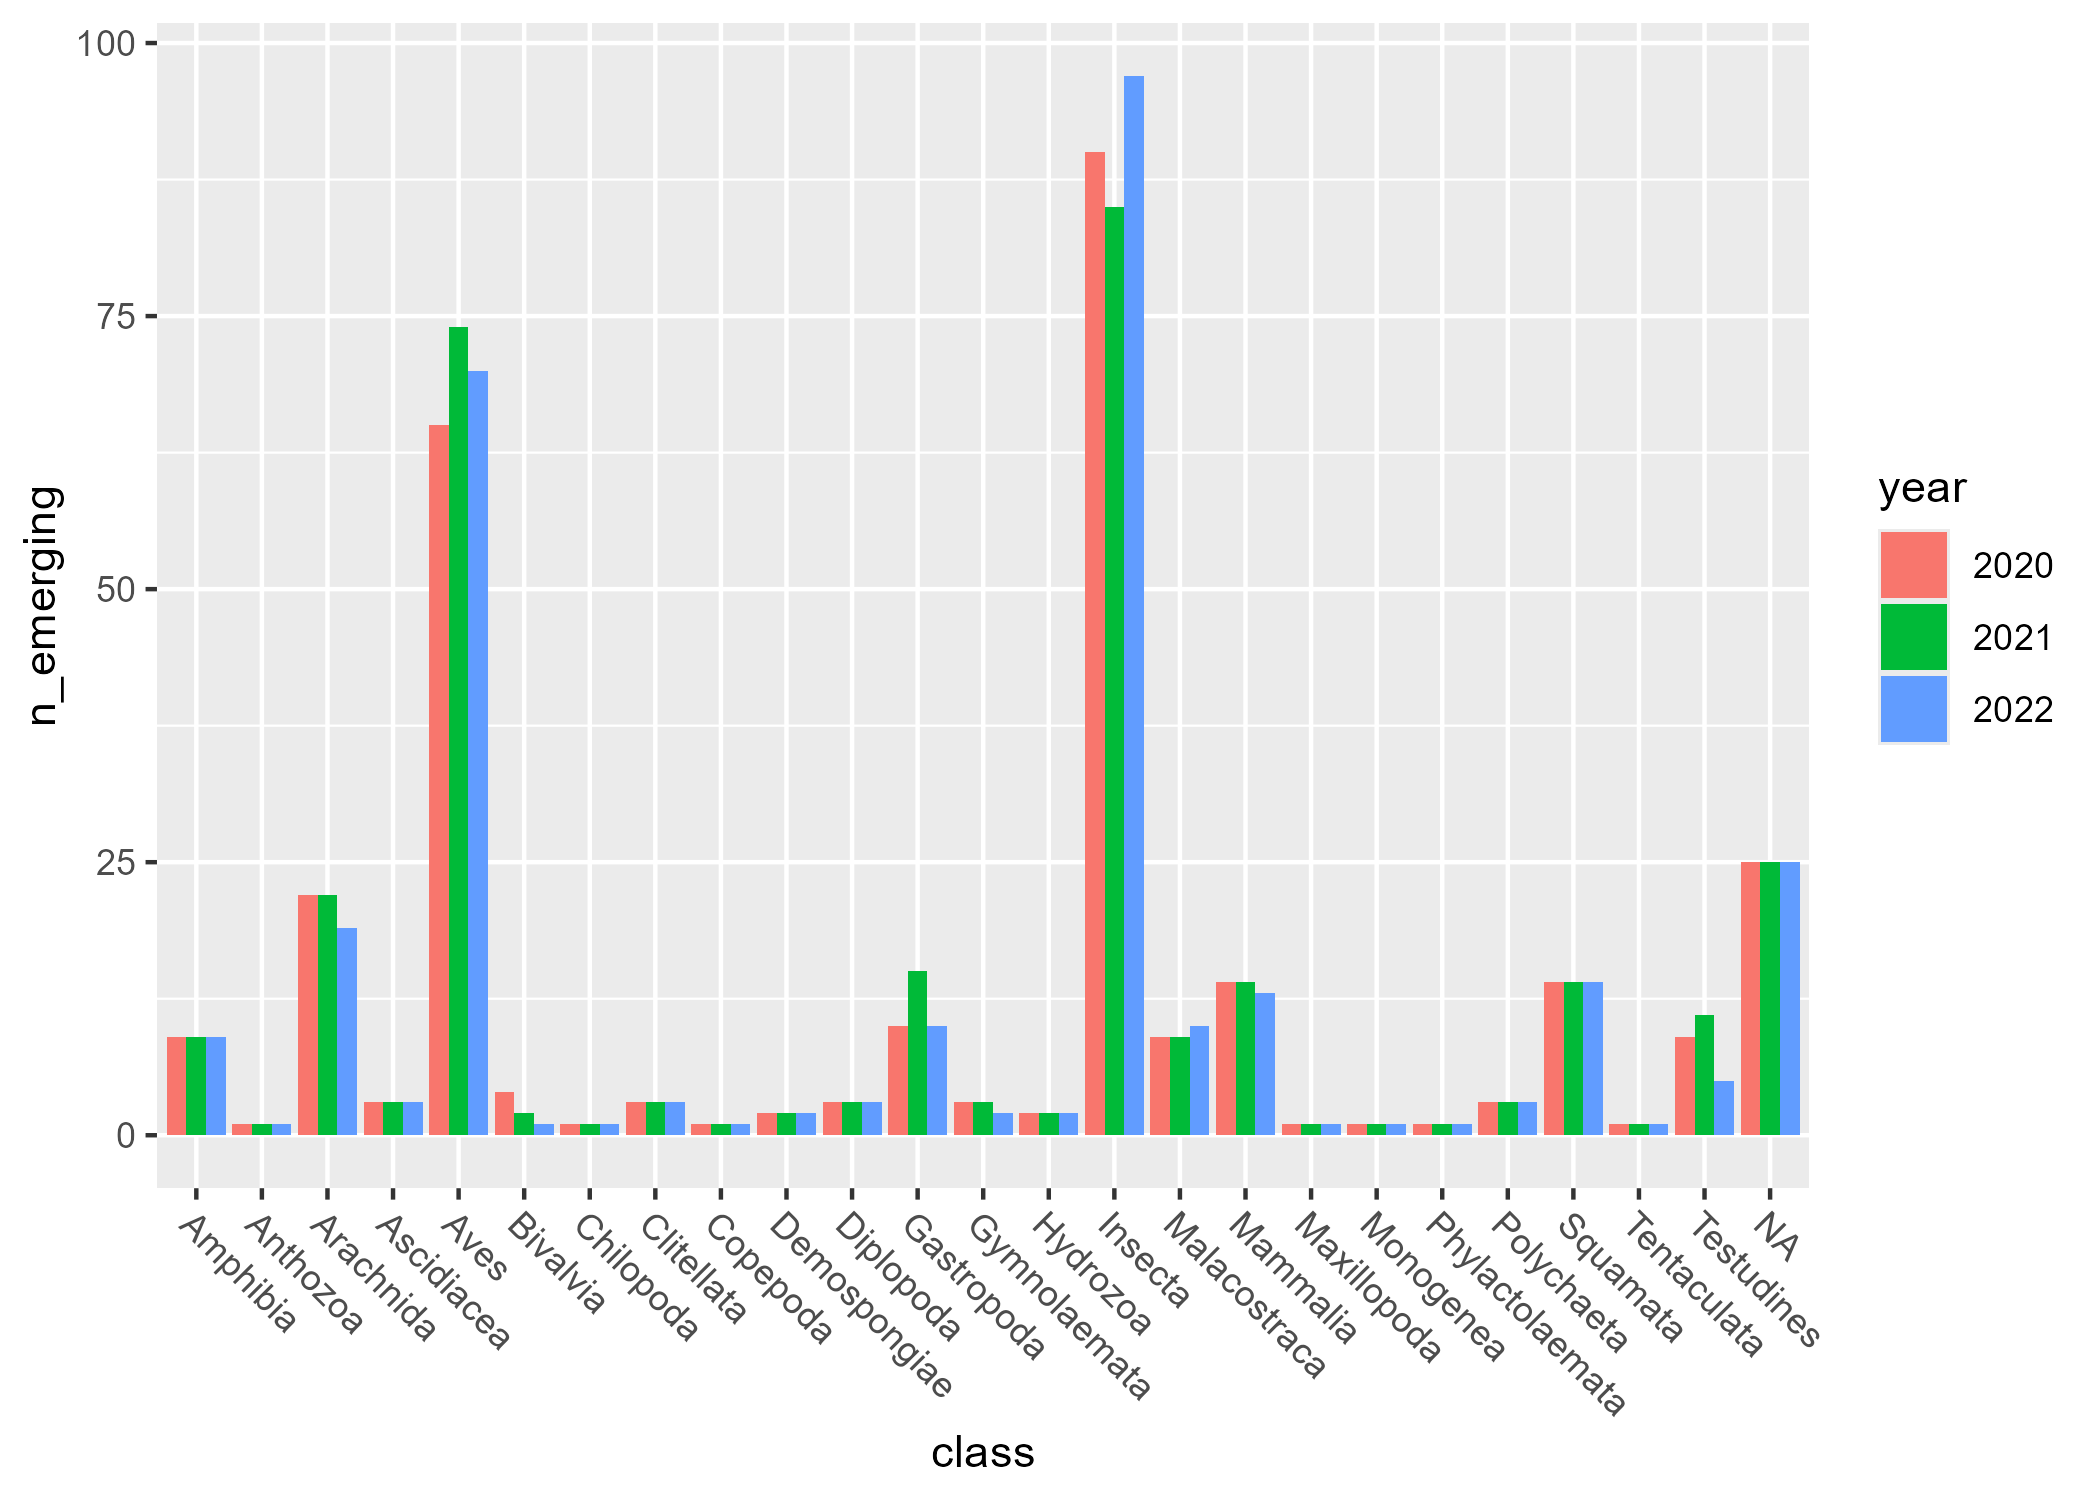 100
75
50
25
0
n_emerging
Amphibia
Anthozoa
Arachnida
Ascidiacea
Aves
Bivalvia
Chilopoda
Clitellata
Copepoda
Demospongiae
Diplopoda
Gastropoda
Gymnolaemata
Hydrozoa
Insecta
Malacostraca
Mammalia
Maxillopoda
Monogenea
Phylactolaemata
Polychaeta
Squamata
Tentaculata
Testudines
NA
class
year
2020
2021
2022